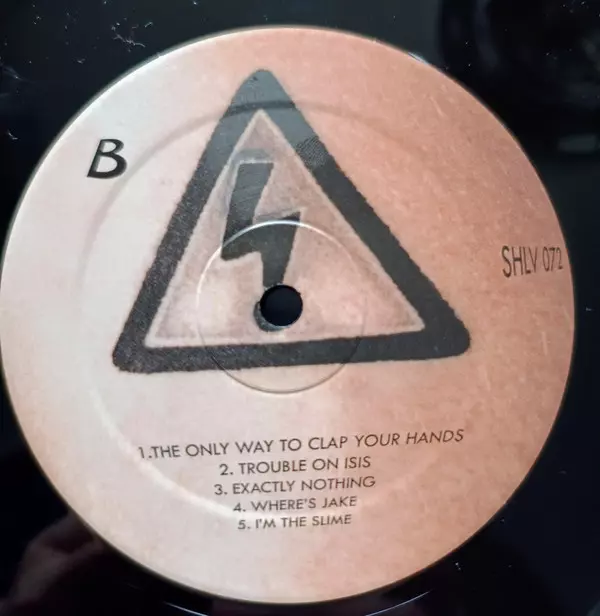 B
SHLV 072
1.THE ONLY WAY TO CLAP YOUR HANDS
2. TROUBLE ON ISIS
3. EXACTLY NOTHING
4. WHERE'S JAKE
5. I'M THE SLIME